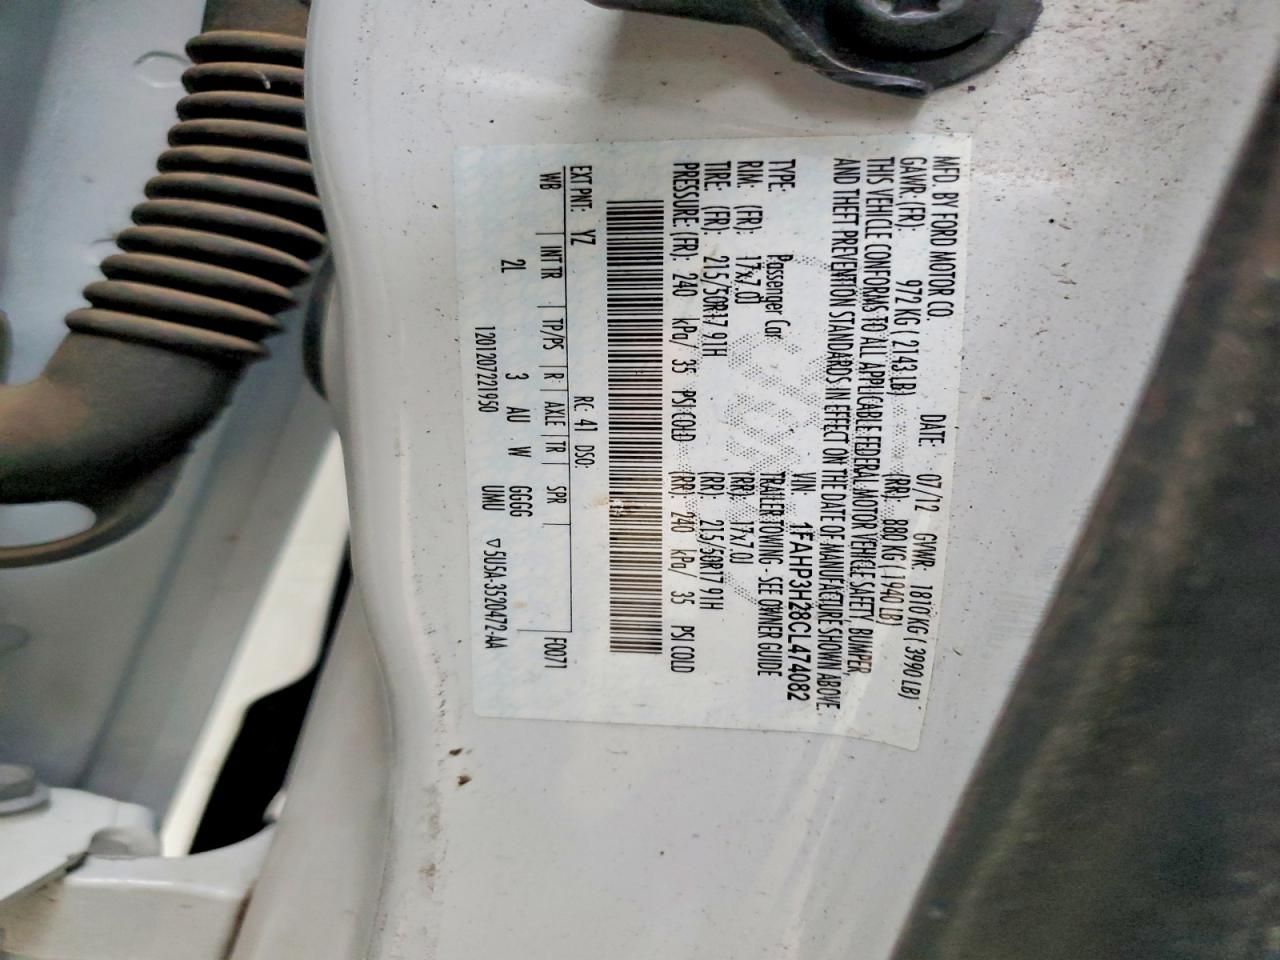 MFD. BY FORD MOTOR CO.
DATE: 07/12 GVWR: 1810 KG ( 3990 LB)
GAWR: (FR): 972 KG ( 2143 LB) (RR): 880 KG ( 1940 LB)
THIS VEHICLE CONFORMS TO ALL APPLICABLE FEDERAL MOTOR VEHICLE SAFETY, BUMPER
AND THEFT PREVENTION STANDARDS IN EFFECT ON THE DATE OF MANUFACTURE SHOWN ABOVE.
VIN: 1FAHP3H28CL474082
TYPE: Passenger Car TRAILER TOWING - SEE OWNER GUIDE
RIM: (FR): 17x7.0J (RR): 17x7.0J
TIRE: (FR): 215/50R17 91H (RR): 215/50R17 91H
PRESSURE: (FR): 240 kPa/ 35 PSI COLD (RR): 240 kPa/ 35 PSI COLD
EXT PNT: YZ RC: 41 DSO:
WB INT TR TP/PS R AXLE TR SPR F0071
2L 3 AU W GGGG
120120722​1950 UMU ▽5U5A-3520472-AA